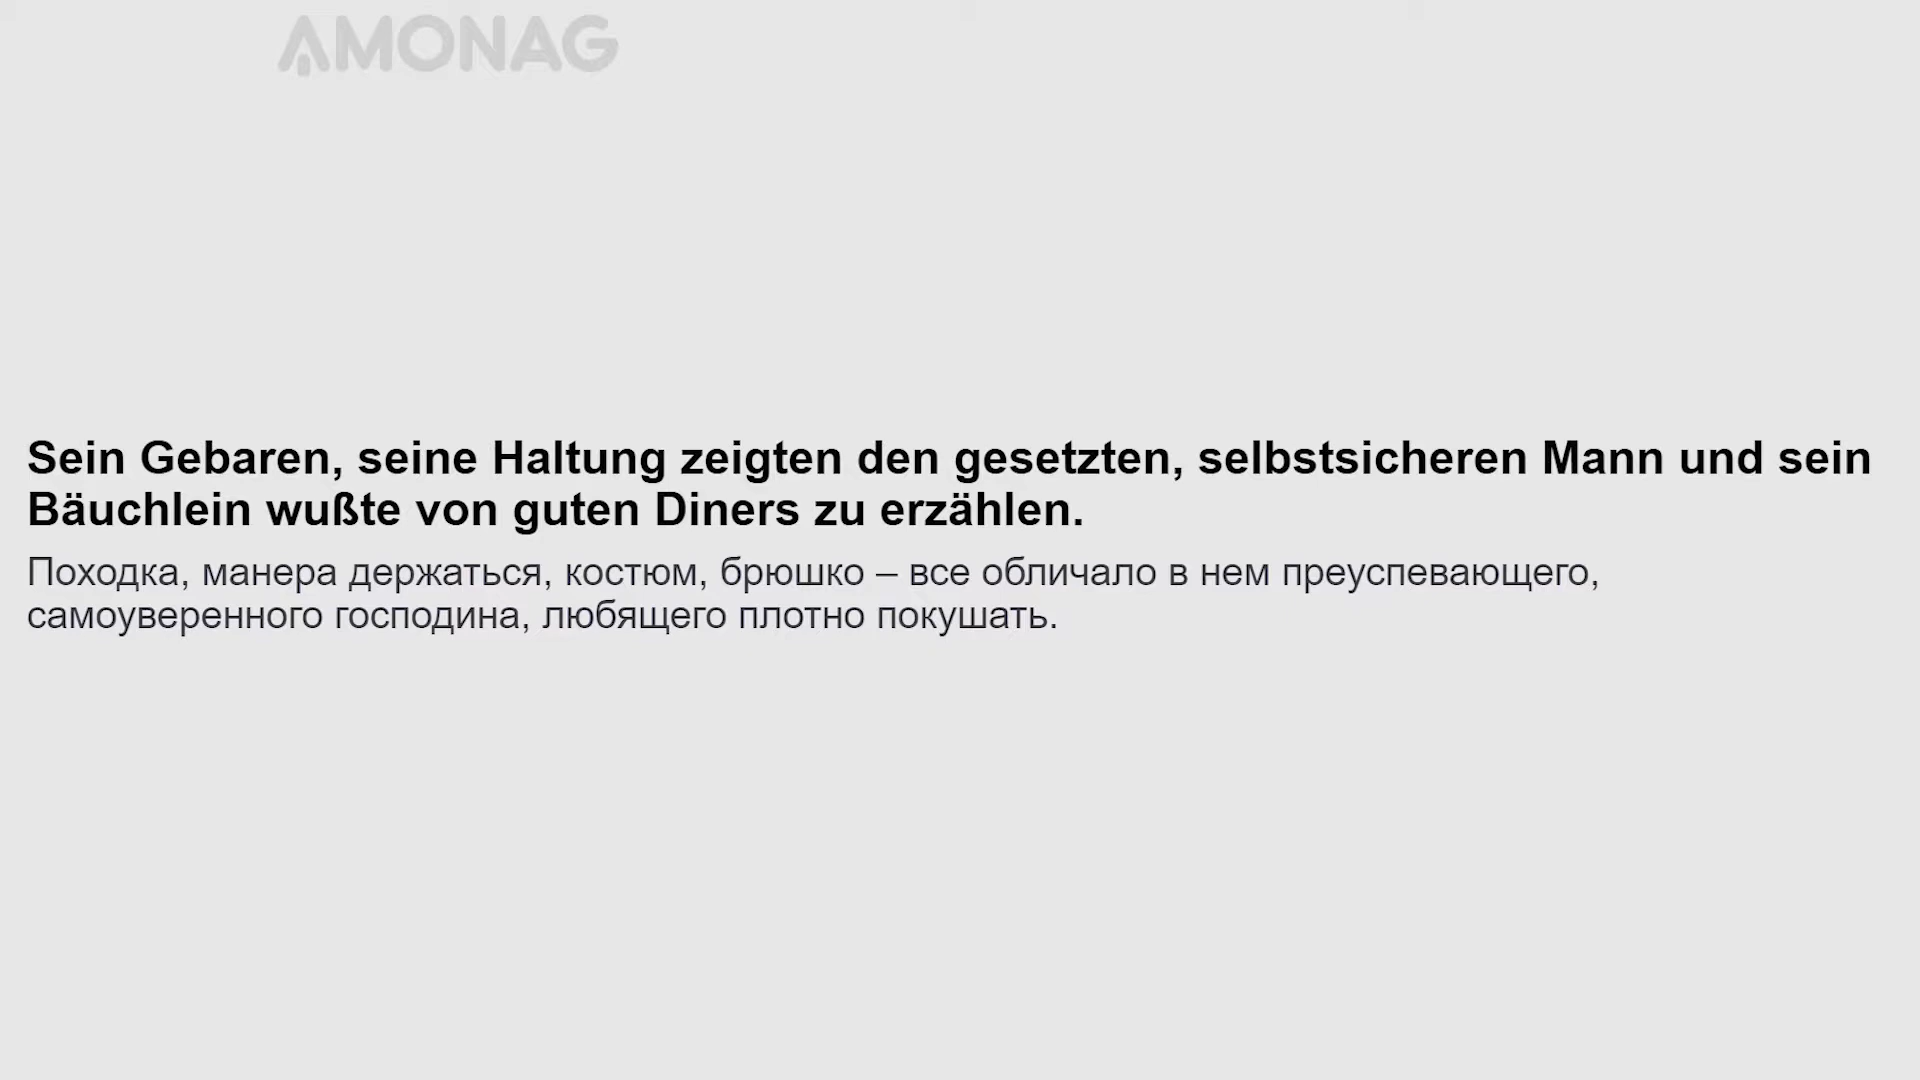 AMONAG
Sein Gebaren, seine Haltung zeigten den gesetzten, selbstsicheren Mann und sein
Bäuchlein wußte von guten Diners zu erzählen.
Походка, манера держаться, костюм, брюшко – все обличало в нем преуспевающего,
самоуверенного господина, любящего плотно покушать.